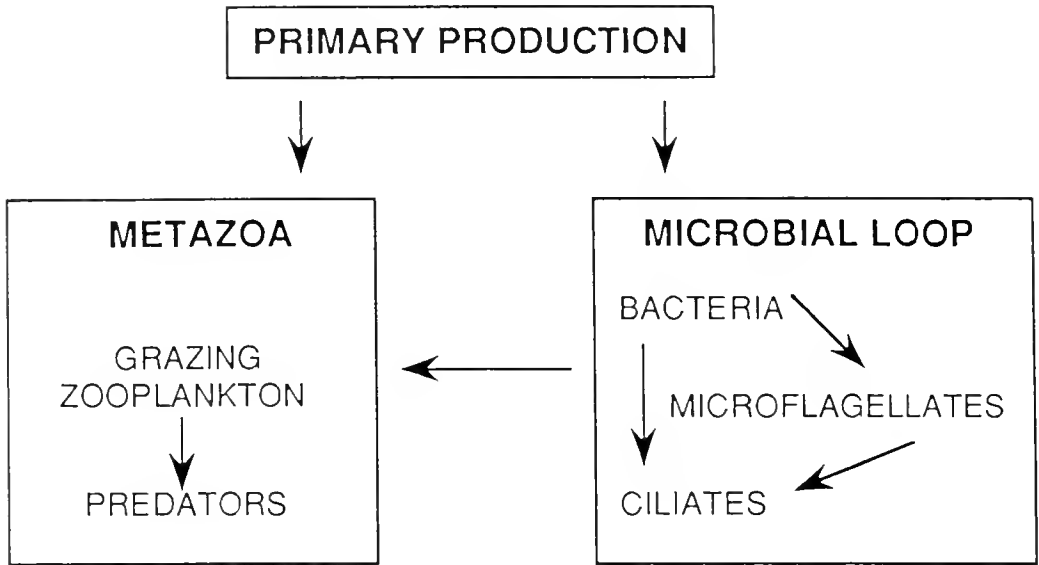 PRIMARY PRODUCTION
METAZOA
GRAZING
ZOOPLANKTON
PREDATORS
MICROBIAL LOOP
BACTERIA
MICROFLAGELLATES
CILIATES